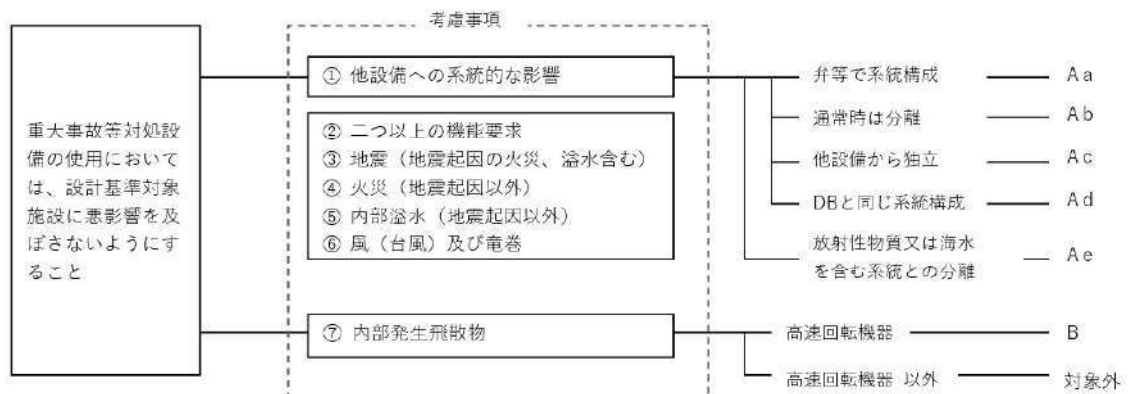 考慮事項
重大事故等対処設
備の使用において
は、設計基準対象
施設に悪影響を及
ぼさないようにす
ること
① 他設備への系統的な影響
② 二つ以上の機能要求
③ 地震（地震起因の火災、溢水含む）
④ 火災（地震起因以外）
⑤ 内部溢水（地震起因以外）
⑥ 風（台風）及び竜巻
⑦ 内部発生飛散物
弁等で系統構成 Aa
通常時は分離 Ab
他設備から独立 Ac
DBと同じ系統構成 Ad
放射性物質又は海水
を含む系統との分離 Ae
高速回転機器 B
高速回転機器 以外 対象外